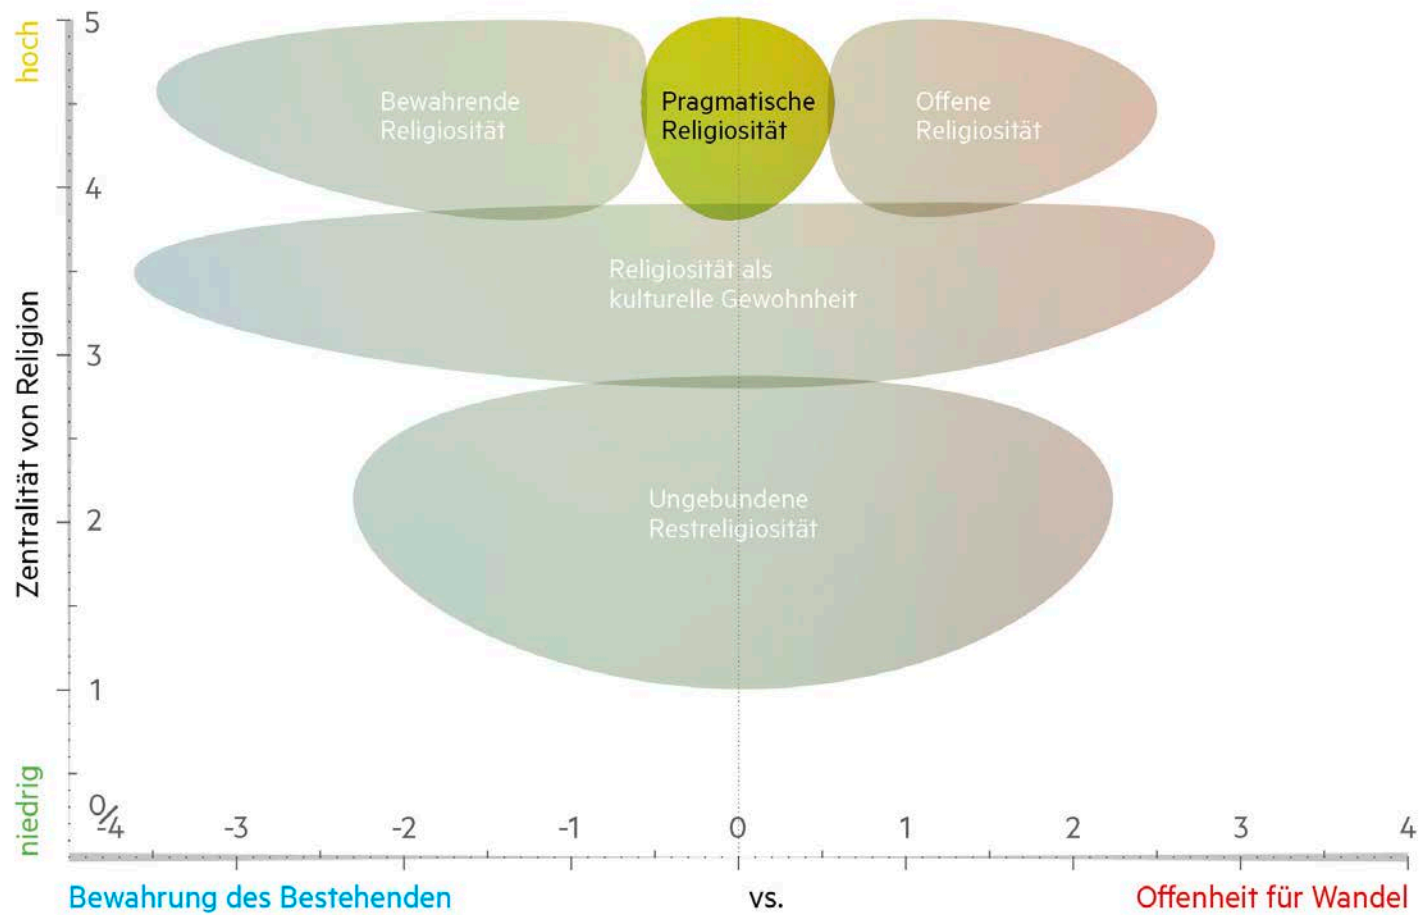 hoch
Zentralität von Religion
niedrig
5
4
3
2
1
0/-4
-3
-2
-1
0
1
2
3
4
Bewahrende
Religiosität
Pragmatische
Religiosität
Offene
Religiosität
Religiosität als
kulturelle Gewohnheit
Ungebundene
Restreligiosität
Bewahrung des Bestehenden
vs.
Offenheit für Wandel